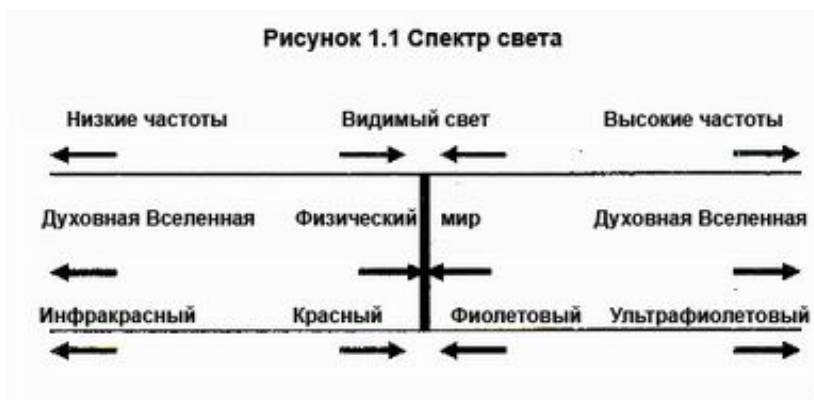 Рисунок 1.1 Спектр света
Низкие частоты Видимый свет Высокие частоты
Духовная Вселенная Физический мир Духовная Вселенная
Инфракрасный Красный Фиолетовый Ультрафиолетовый